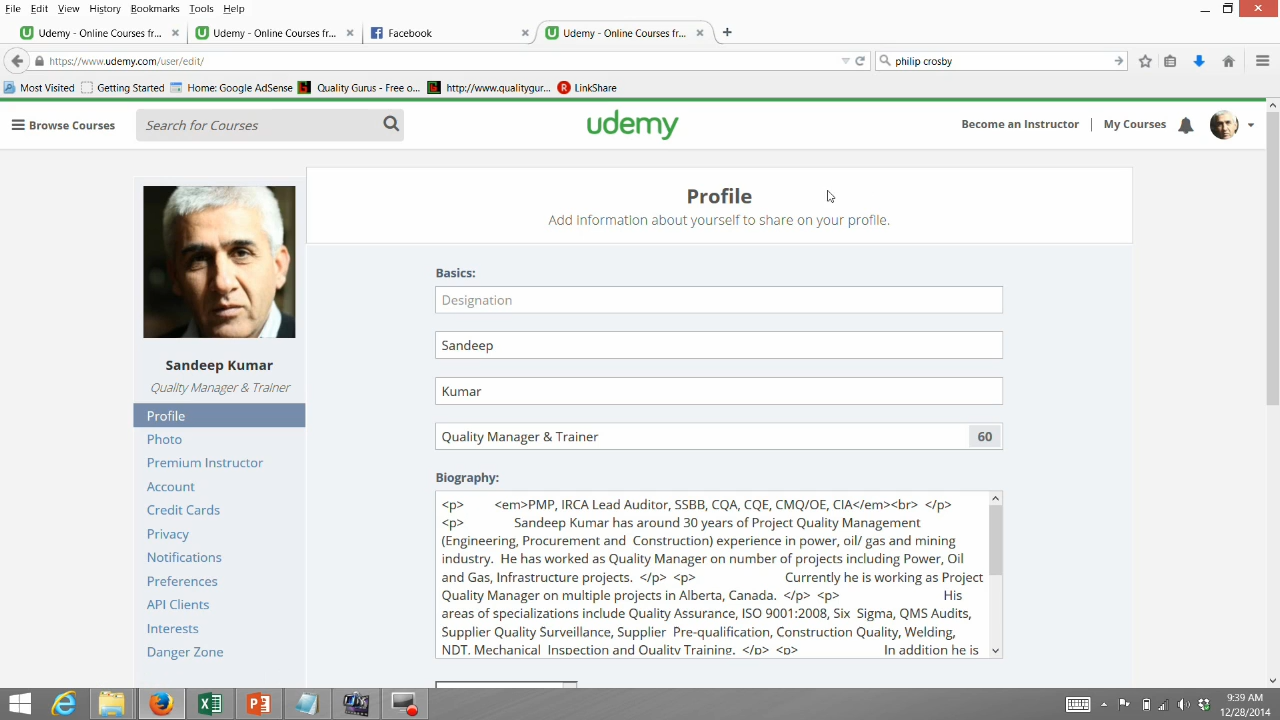 File Edit View History Bookmarks Tools Help
Udemy - Online Courses fr... Udemy - Online Courses fr... Facebook Udemy - Online Courses fr...
https://www.udemy.com/user/edit/ philip crosby
Most Visited Getting Started Home: Google AdSense Quality Gurus - Free o... http://www.qualitygur... LinkShare
Browse Courses Search for Courses udemy Become an Instructor My Courses
Profile
Add information about yourself to share on your profile.
Basics:
Designation
Sandeep
Kumar
Quality Manager & Trainer 60
Biography:
<p> <em>PMP, IRCA Lead Auditor, SSBB, CQA, CQE, CMQ/OE, CIA</em><br> </p>
<p> Sandeep Kumar has around 30 years of Project Quality Management
(Engineering, Procurement and Construction) experience in power, oil/ gas and mining
industry. He has worked as Quality Manager on number of projects including Power, Oil
and Gas, Infrastructure projects. </p> <p> Currently he is working as Project
Quality Manager on multiple projects in Alberta, Canada. </p> <p> His
areas of specializations include Quality Assurance, ISO 9001:2008, Six Sigma, QMS Audits,
Supplier Quality Surveillance, Supplier Pre-qualification, Construction Quality, Welding,
NDT, Mechanical Inspection and Quality Training. </p> <p> In addition he is
Sandeep Kumar
Quality Manager & Trainer
Profile
Photo
Premium Instructor
Account
Credit Cards
Privacy
Notifications
Preferences
API Clients
Interests
Danger Zone
9:39 AM
12/28/2014